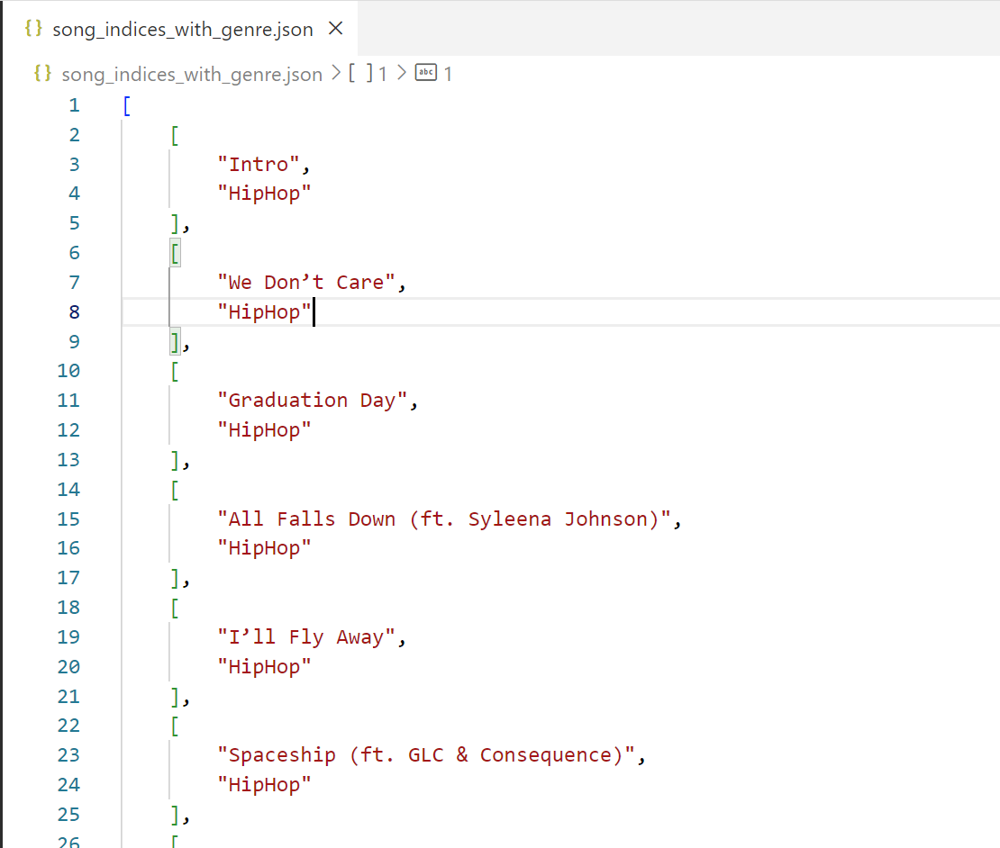 {} song_indices_with_genre.json ×
{} song_indices_with_genre.json > [ ] 1 > abc 1
1 [
2     [
3         "Intro",
4         "HipHop"
5     ],
6     [
7         "We Don’t Care",
8         "HipHop"
9     ],
10     [
11         "Graduation Day",
12         "HipHop"
13     ],
14     [
15         "All Falls Down (ft. Syleena Johnson)",
16         "HipHop"
17     ],
18     [
19         "I’ll Fly Away",
20         "HipHop"
21     ],
22     [
23         "Spaceship (ft. GLC & Consequence)",
24         "HipHop"
25     ],
26     [